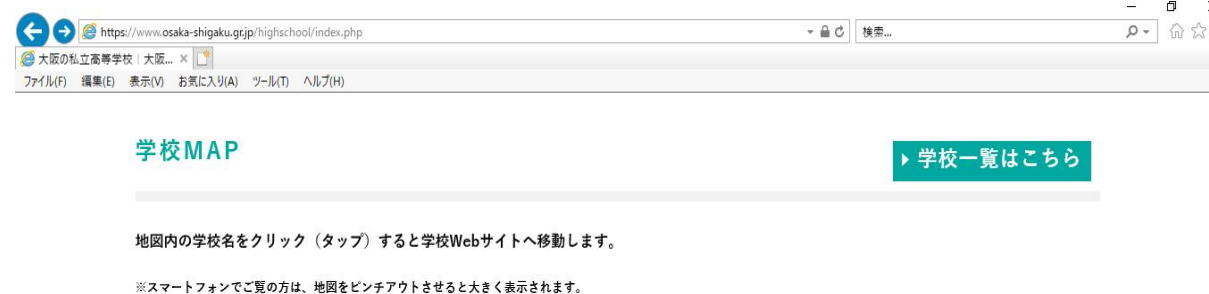 https://www.osaka-shigaku.gr.jp/highschool/index.php
検索...
大阪の私立高等学校｜大阪...
ファイル(F) 編集(E) 表示(V) お気に入り(A) ツール(T) ヘルプ(H)
学校MAP
学校一覧はこちら
地図内の学校名をクリック（タップ）すると学校Webサイトへ移動します。
※スマートフォンでご覧の方は、地図をピンチアウトさせると大きく表示されます。